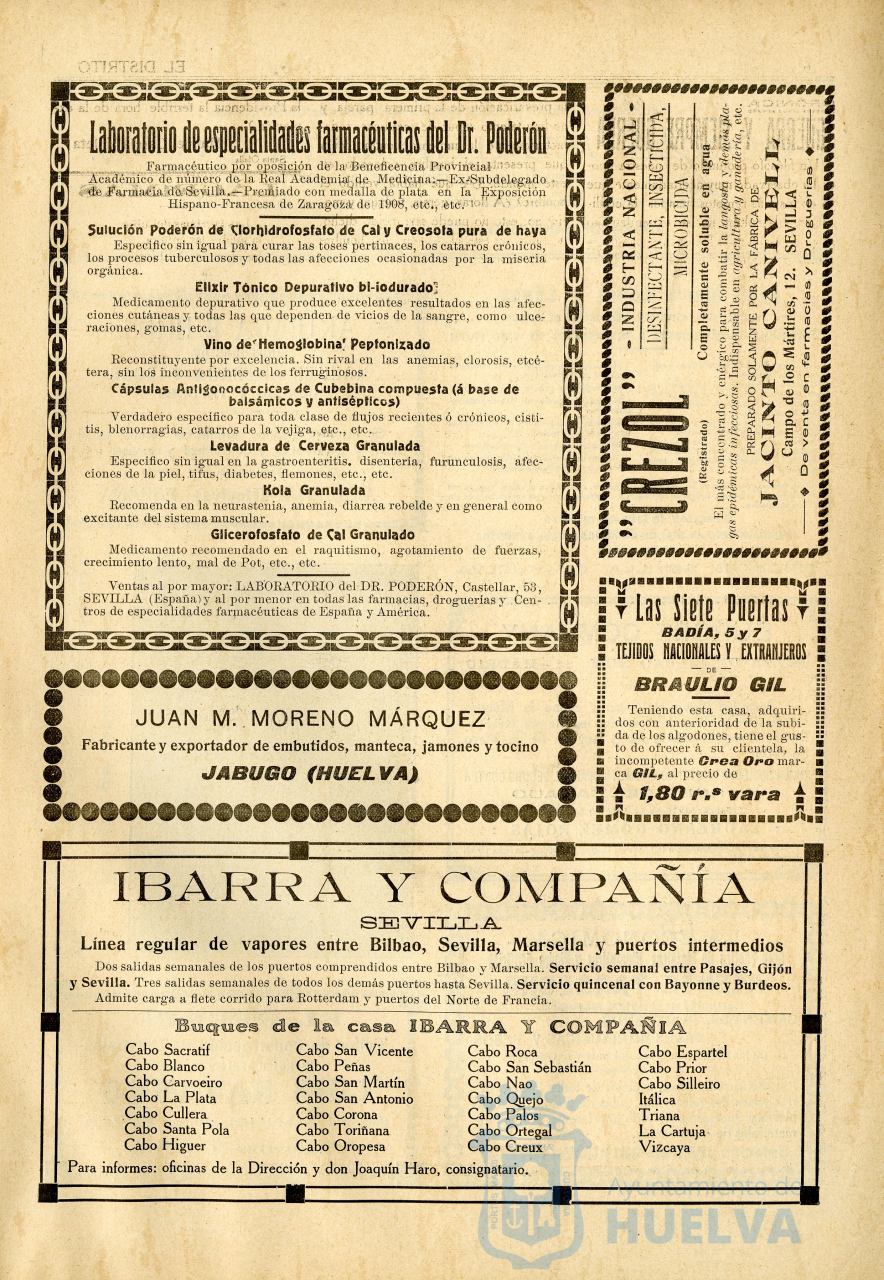 EL DISTRITO
Laboratorio de especialidades farmacéuticas del Dr. Poderón
Farmacéutico por oposición de la Beneficencia Provincial
Académico de número de la Real Academia de Medicina:—Ex-Subdelegado
de Farmacia de Sevilla.—Premiado con medalla de plata en la Exposición
Hispano-Francesa de Zaragoza de 1908, etc., etc.
Sulución Poderón de Clorhidrofosfato de Cal y Creosota pura de haya
Especifico sin igual para curar las toses pertinaces, los catarros crónicos,
los procesos tuberculosos y todas las afecciones ocasionadas por la miseria
orgánica.
Elixir Tónico Depurativo bi-iodurado
Medicamento depurativo que produce excelentes resultados en las afec-
ciones cutáneas y todas las que dependen de vicios de la sangre, como ulce-
raciones, gomas, etc.
Vino de Hemoglobina Peptonizado
Reconstituyente por excelencia. Sin rival en las anemias, clorosis, etcé-
tera, sin los inconvenientes de los ferruginosos.
Cápsulas Antigonocóccicas de Cubebina compuesta (á base de
balsámicos y antisépticos)
Verdadero especifico para toda clase de flujos recientes ó crónicos, cisti-
tis, blenorragias, catarros de la vejiga, etc., etc.
Levadura de Cerveza Granulada
Especifico sin igual en la gastroenteritis. disentería, furunculosis, afec-
ciones de la piel, tifus, diabetes, flemones, etc., etc.
Kola Granulada
Recomenda en la neurastenia, anemia, diarrea rebelde y en general como
excitante del sistema muscular.
Glicerofosfato de Cal Granulado
Medicamento recomendado en el raquitismo, agotamiento de fuerzas,
crecimiento lento, mal de Pot, etc., etc.
Ventas al por mayor: LABORATORIO del DR. PODERÓN, Castellar, 53,
SEVILLA (España) y al por menor en todas las farmacias, droguerías y Cen-
tros de especialidades farmacéuticas de España y América.
„CREZOL” - INDUSTRIA NACIONAL -
DESINFECTANTE, INSECTICIDA,
MICROBICIDA
(Registrado) Completamente soluble en agua
El más concentrado y enérgico para combatir la langosta y demás pla-
gas epidémicas infecciosas. Indispensable en agricultura y ganadería, etc.
PREPARADO SOLAMENTE POR LA FÁBRICA DE
JACINTO CANIVELL
Campo de los Mártires, 12. SEVILLA
De venta en farmacias y Droguerías
Las Siete Puertas
BADÍA, 5 y 7
TEJIDOS NACIONALES Y EXTRANJEROS
— DE —
BRAULIO GIL
Teniendo esta casa, adquiri-
dos con anterioridad de la subi-
da de los algodones, tiene el gus-
to de ofrecer á su clientela, la
incompetente Crea Oro mar-
ca GIL, al precio de
1,80 r.s vara
JUAN M. MORENO MÁRQUEZ
Fabricante y exportador de embutidos, manteca, jamones y tocino
JABUGO (HUELVA)
IBARRA Y COMPAÑÍA
SEVILLA
Línea regular de vapores entre Bilbao, Sevilla, Marsella y puertos intermedios
Dos salidas semanales de los puertos comprendidos entre Bilbao y Marsella. Servicio semanal entre Pasajes, Gijón
y Sevilla. Tres salidas semanales de todos los demás puertos hasta Sevilla. Servicio quincenal con Bayonne y Burdeos.
Admite carga a flete corrido para Rotterdam y puertos del Norte de Francia.
Buques de la casa IBARRA Y COMPAÑIA
Cabo Sacratif Cabo San Vicente Cabo Roca Cabo Espartel
Cabo Blanco Cabo Peñas Cabo San Sebastián Cabo Prior
Cabo Carvoeiro Cabo San Martín Cabo Nao Cabo Silleiro
Cabo La Plata Cabo San Antonio Cabo Quejo Itálica
Cabo Cullera Cabo Corona Cabo Palos Triana
Cabo Santa Pola Cabo Toriñana Cabo Ortegal La Cartuja
Cabo Higuer Cabo Oropesa Cabo Creux Vizcaya
Para informes: oficinas de la Dirección y don Joaquín Haro, consignatario.
Ayuntamiento de
HUELVA